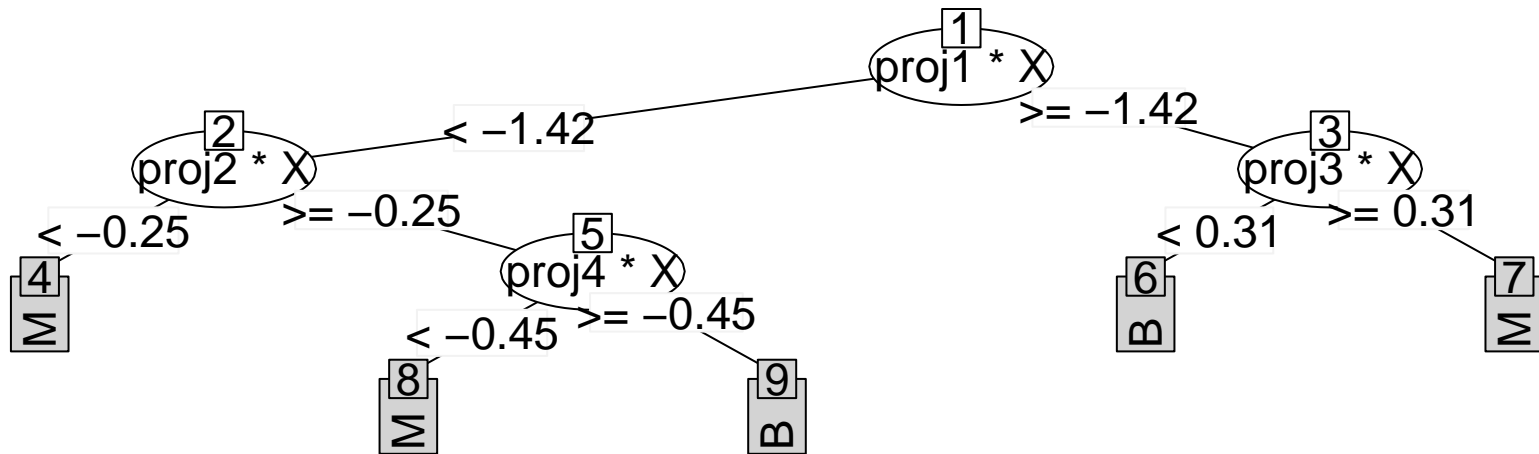 1
proj1 * X
< −1.42
>= −1.42
2
proj2 * X
3
proj3 * X
< −0.25
>= −0.25
< 0.31
>= 0.31
4
M
5
proj4 * X
6
B
7
M
< −0.45
>= −0.45
8
M
9
B